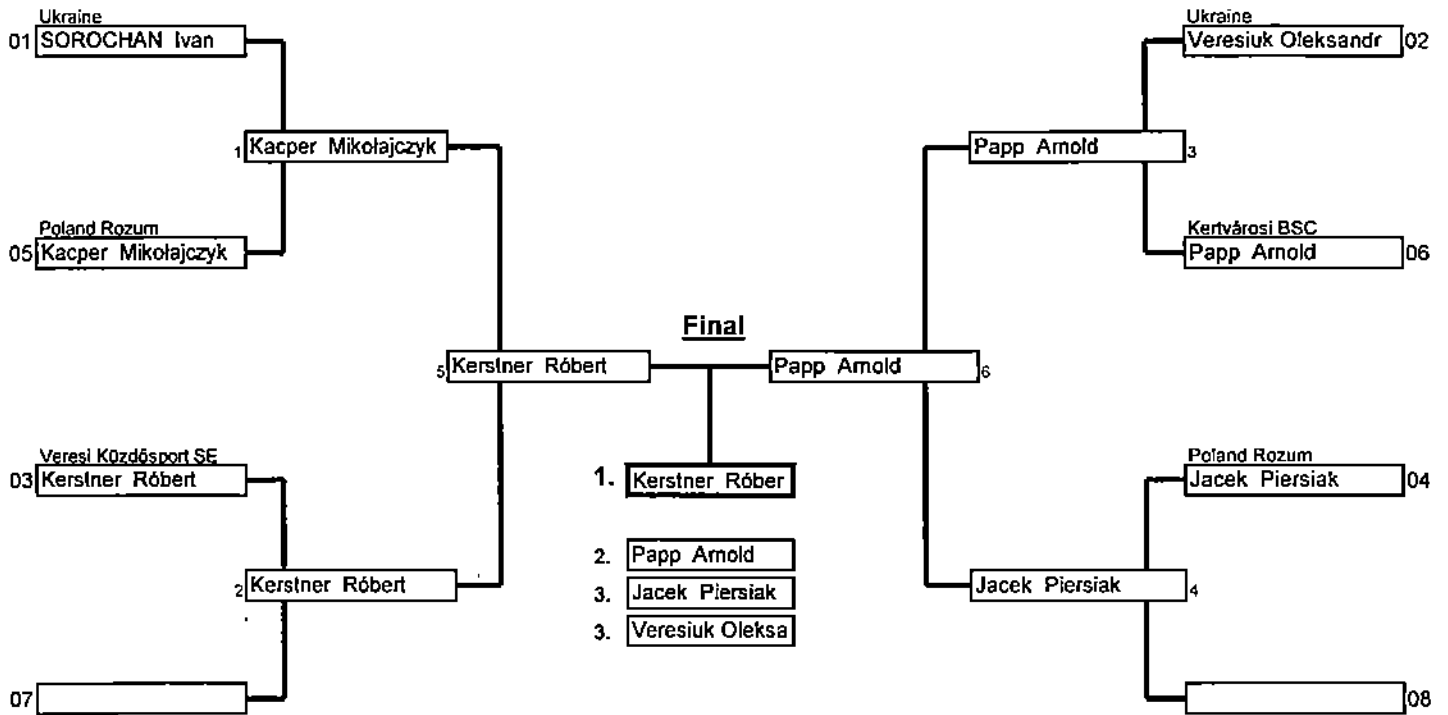 Ukraine
01 SOROCHAN Ivan
Ukraine
Veresiuk Oleksandr 02
1 Kacper Mikołajczyk
Papp Arnold 3
Poland Rozum
05 Kacper Mikołajczyk
Kertvárosi BSC
Papp Arnold 06
Final
5 Kerstner Róbert
Papp Arnold 6
Veresi Küzdősport SE
03 Kerstner Róbert
1. Kerstner Róber
Poland Rozum
Jacek Piersiak 04
2. Papp Arnold
2 Kerstner Róbert
3. Jacek Piersiak
Jacek Piersiak 4
3. Veresiuk Oleksa
07
08